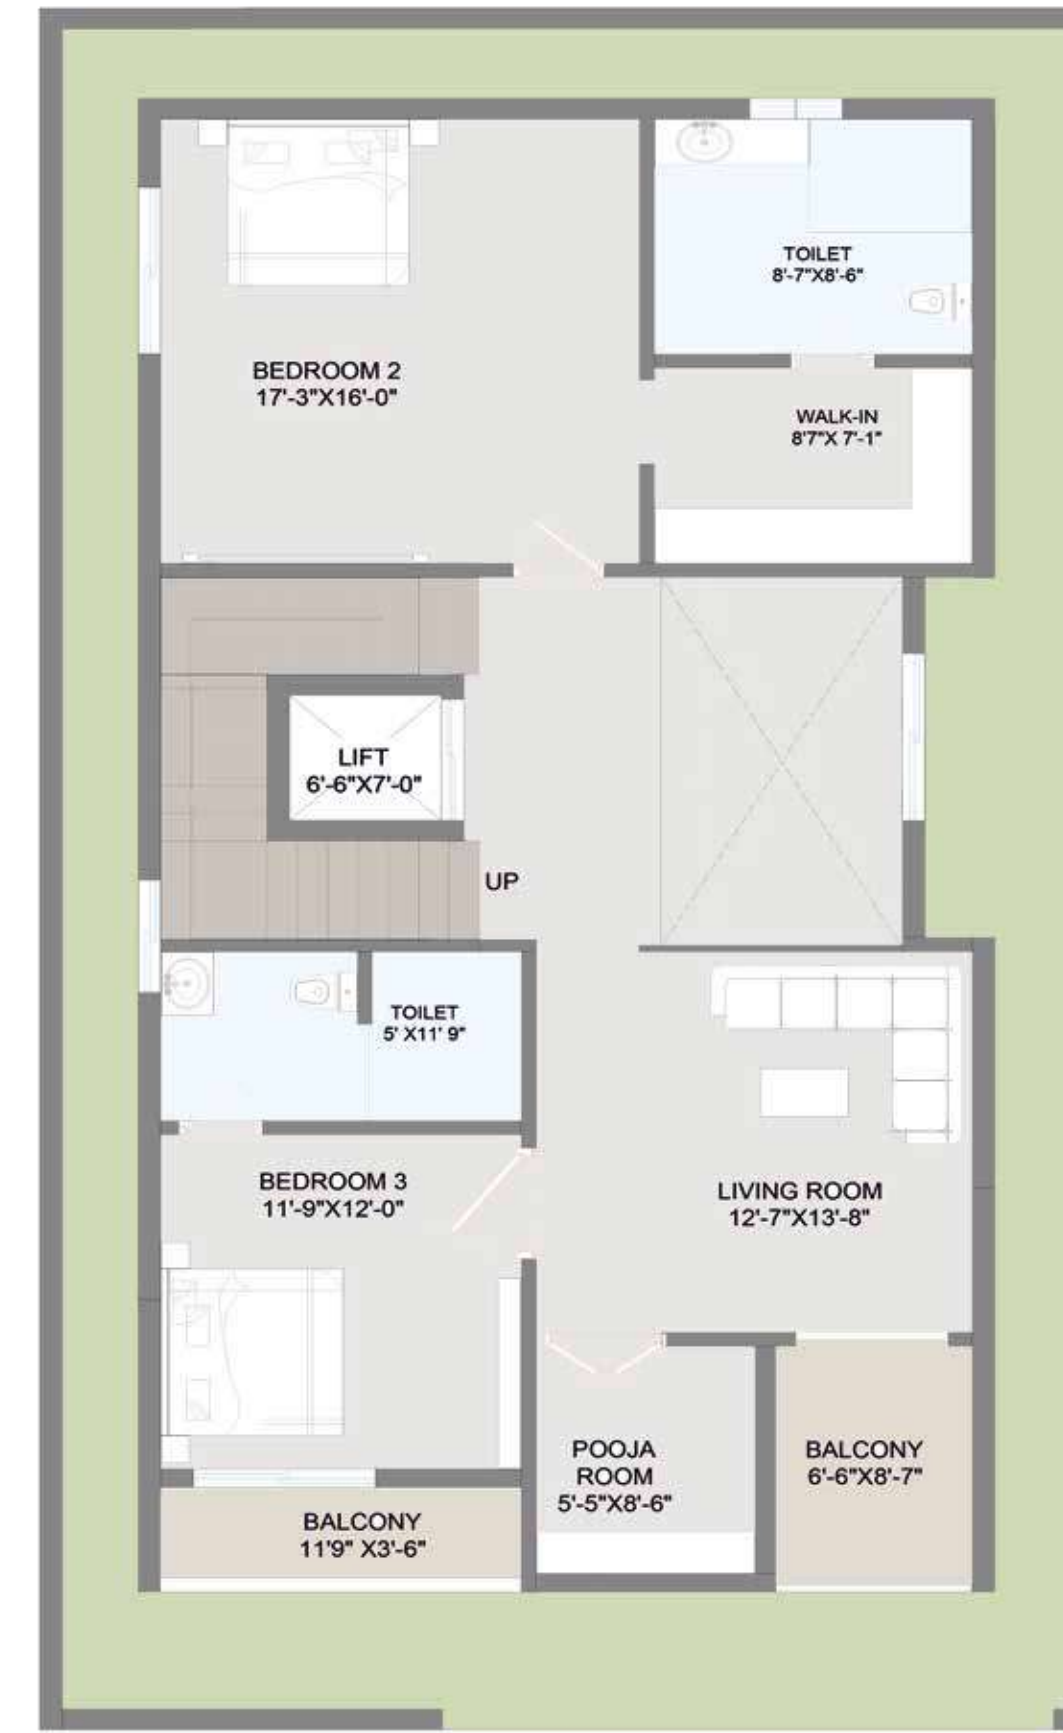 TOILET
8'-7"X8'-6"
BEDROOM 2
17'-3"X16'-0"
WALK-IN
8'7"X 7'-1"
LIFT
6'-6"X7'-0"
UP
TOILET
5' X11' 9"
BEDROOM 3
11'-9"X12'-0"
LIVING ROOM
12'-7"X13'-8"
POOJA
ROOM
5'-5"X8'-6"
BALCONY
6'-6"X8'-7"
BALCONY
11'9" X3'-6"